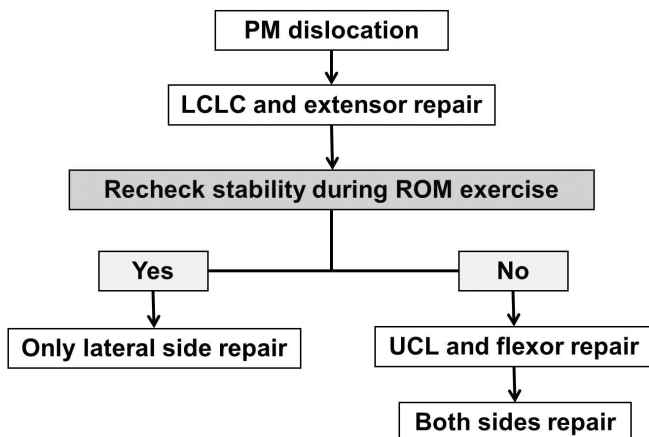 PM dislocation
LCLC and extensor repair
Recheck stability during ROM exercise
Yes
No
Only lateral side repair
UCL and flexor repair
Both sides repair